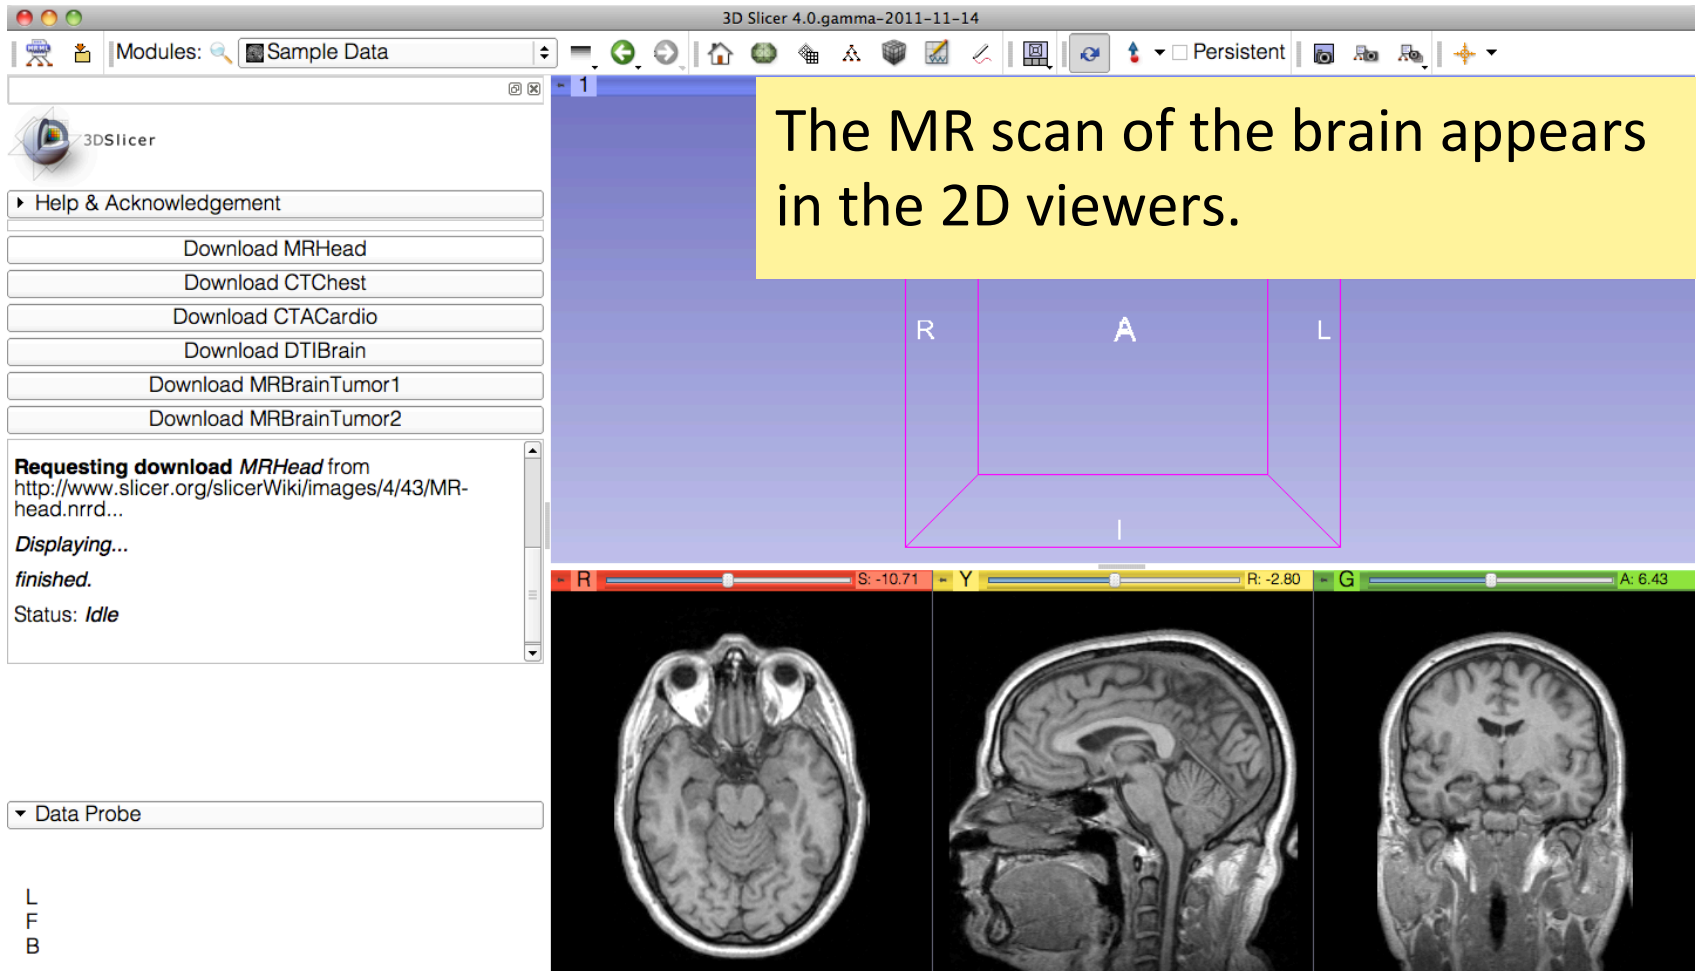 3D Slicer 4.0.gamma-2011-11-14
Modules: Sample Data
Persistent
1
3DSlicer
Help & Acknowledgement
Download MRHead
Download CTChest
Download CTACardio
Download DTIBrain
Download MRBrainTumor1
Download MRBrainTumor2
Requesting download MRHead from
http://www.slicer.org/slicerWiki/images/4/43/MR-
head.nrrd...
Displaying...
finished.
Status: Idle
Data Probe
L
F
B
The MR scan of the brain appears
in the 2D viewers.
R A L
I
R S: -10.71
Y R: -2.80
G A: 6.43